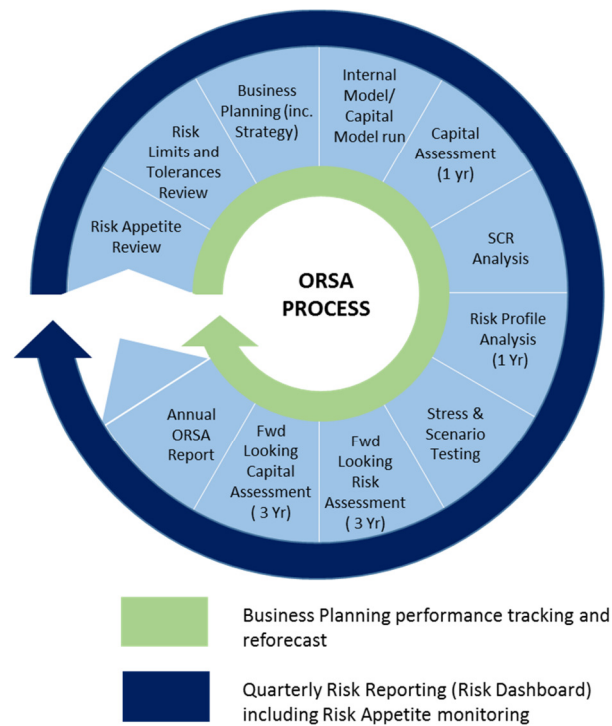 Risk Appetite
Review
Risk
Limits and
Tolerances
Review
Business
Planning (inc.
Strategy)
Internal
Model/
Capital
Model run
Capital
Assessment
(1 yr)
SCR
Analysis
Risk Profile
Analysis
(1 Yr)
Stress &
Scenario
Testing
Fwd
Looking
Risk
Assessment
( 3 Yr)
Fwd
Looking
Capital
Assessment
( 3 Yr)
Annual
ORSA
Report
ORSA
PROCESS
Business Planning performance tracking and
reforecast
Quarterly Risk Reporting (Risk Dashboard)
including Risk Appetite monitoring